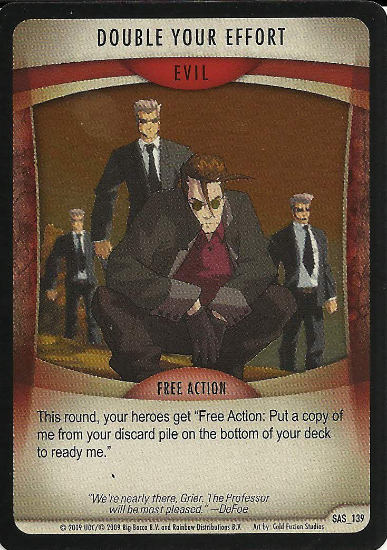 DOUBLE YOUR EFFORT
EVIL
FREE ACTION
This round, your heroes get "Free Action: Put a copy of
me from your discard pile on the bottom of your deck
to ready me."
"We're nearly there, Grier. The Professor
will be most pleased." —DeFoe
© 2009 UDC/© 2009 Big Bocca B.V. and Rainbow Distributions B.V. Art by: Cold Fusion Studios
SAS_139